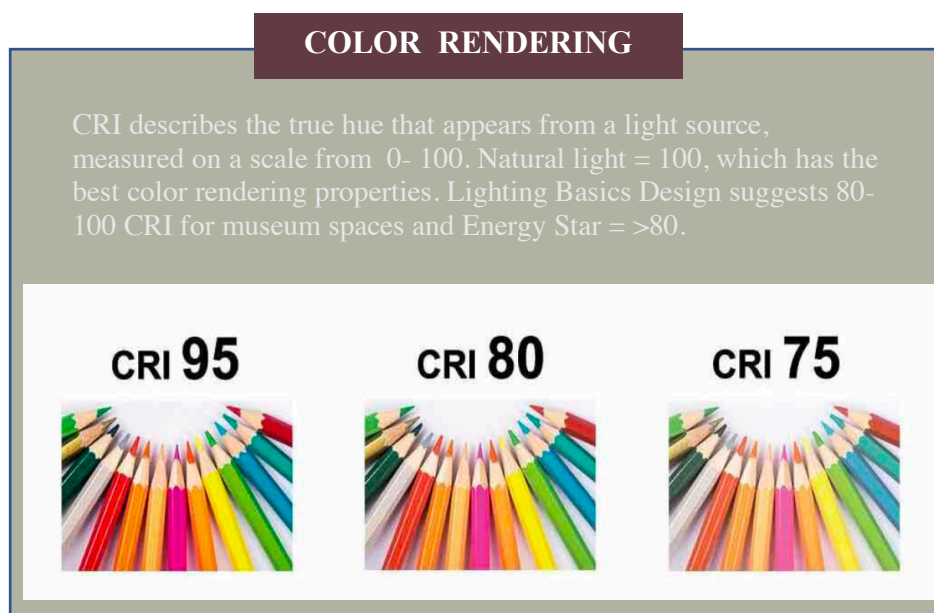 COLOR RENDERING
CRI describes the true hue that appears from a light source,
measured on a scale from 0- 100. Natural light = 100, which has the
best color rendering properties. Lighting Basics Design suggests 80-
100 CRI for museum spaces and Energy Star = >80.
CRI 95 CRI 80 CRI 75